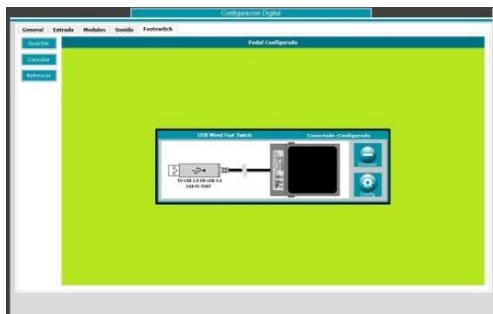 Configuracion Digital
General Entrada Modulos Sonido Footswitch
Guardar
Pedal Configurado
Cancelar
Refrescar
USB Wired Foot Switch Conectado ;Configurado
TO USB 2.0 OR USB 3.0
USB PC PORT
Config